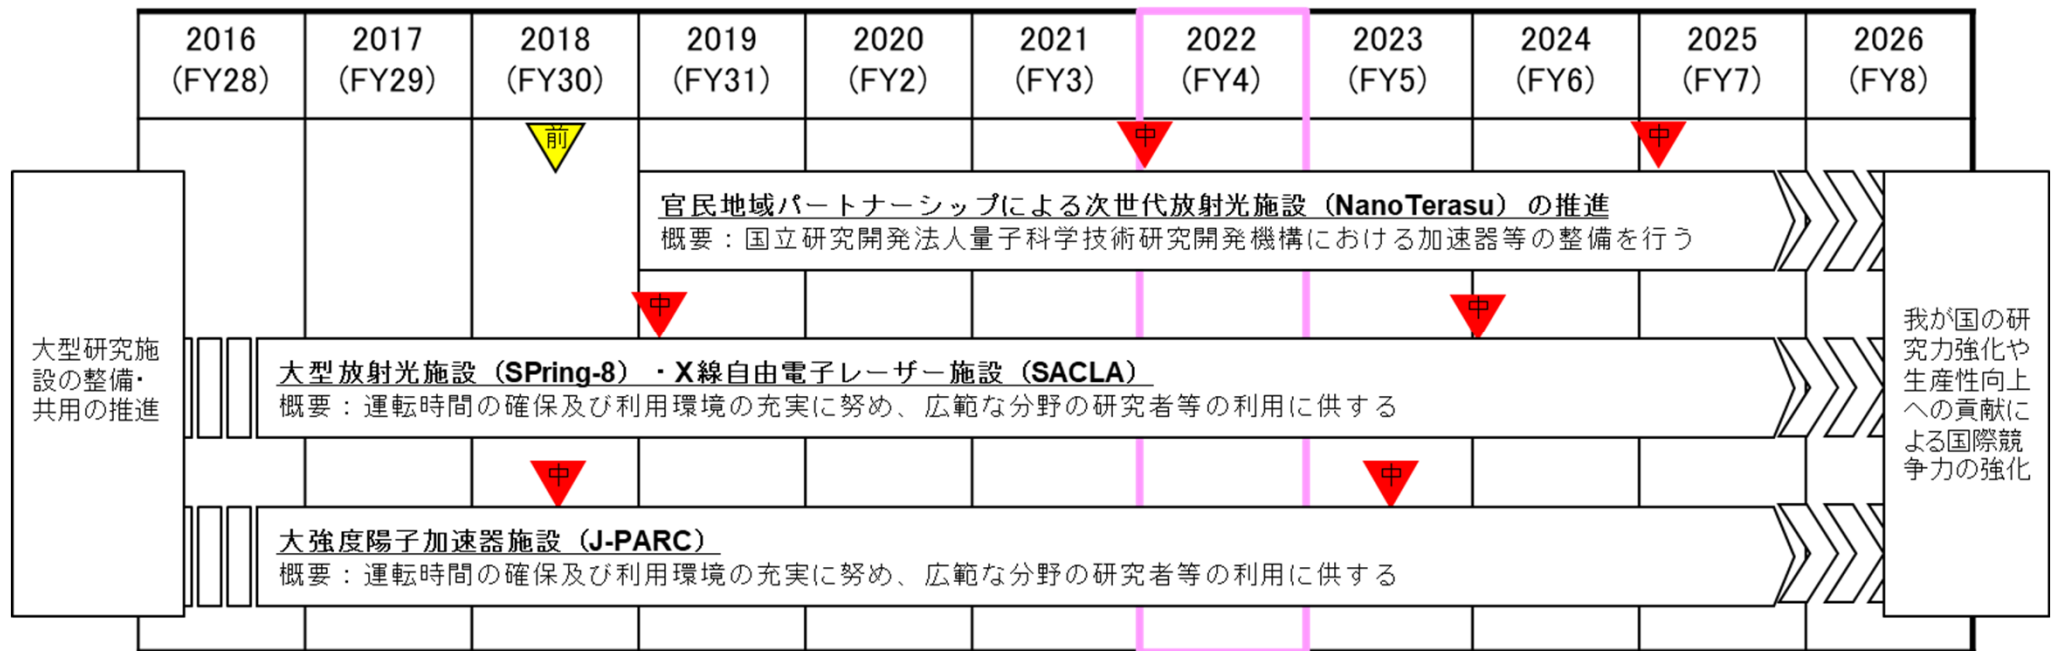 2016 2017 2018 2019 2020 2021 2022 2023 2024 2025 2026
(FY28) (FY29) (FY30) (FY31) (FY2) (FY3) (FY4) (FY5) (FY6) (FY7) (FY8)
前 中 中
官民地域パートナーシップによる次世代放射光施設（NanoTerasu）の推進
概要：国立研究開発法人量子科学技術研究開発機構における加速器等の整備を行う
中 中
大型放射光施設（SPring-8）・X線自由電子レーザー施設（SACLA）
概要：運転時間の確保及び利用環境の充実に努め、広範な分野の研究者等の利用に供する
中 中
大強度陽子加速器施設（J-PARC）
概要：運転時間の確保及び利用環境の充実に努め、広範な分野の研究者等の利用に供する
大型研究施
設の整備・
共用の推進
我が国の研
究力強化や
生産性向上
への貢献に
よる国際競
争力の強化